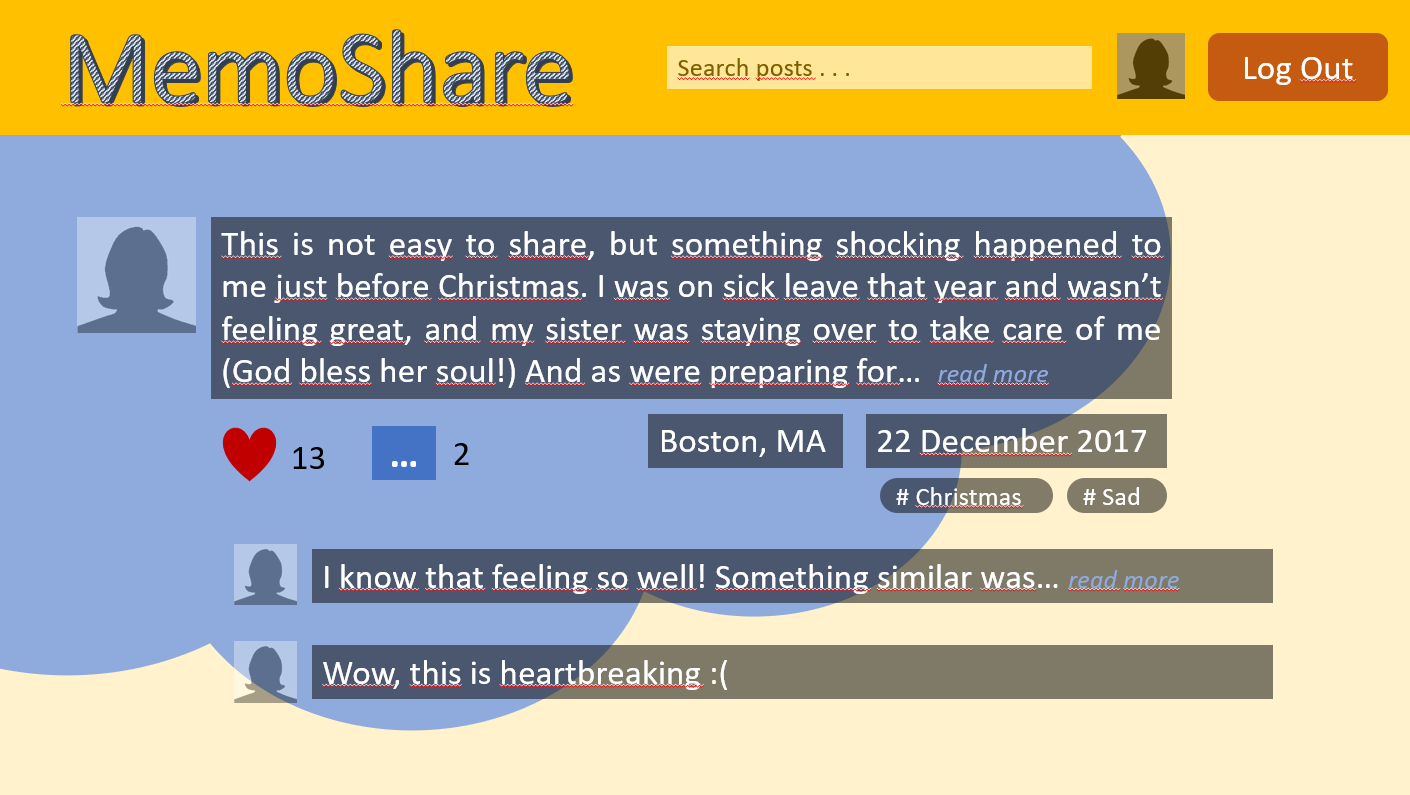 MemoShare
Search posts . . .
Log Out
This is not easy to share, but something shocking happened to
me just before Christmas. I was on sick leave that year and wasn’t
feeling great, and my sister was staying over to take care of me
(God bless her soul!) And as were preparing for… read more
13
... 2
Boston, MA
22 December 2017
# Christmas
# Sad
I know that feeling so well! Something similar was… read more
Wow, this is heartbreaking :(